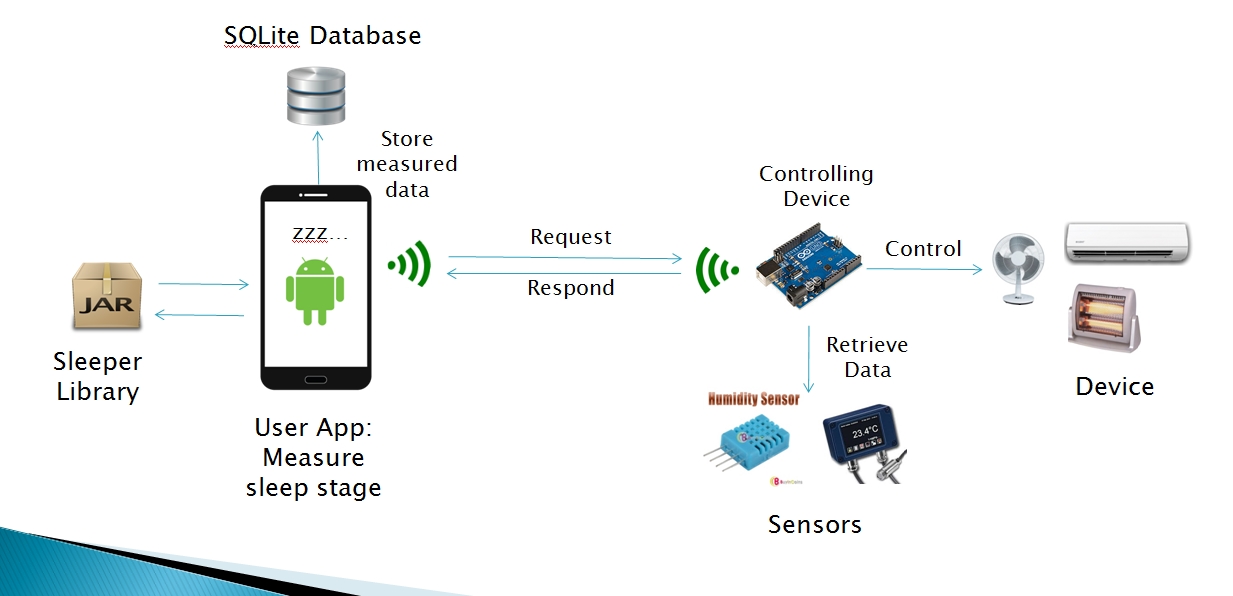 SQLite Database
Store
measured
data
zzz...
JAR
Sleeper
Library
User App:
Measure
sleep stage
Request
Respond
Controlling
Device
Control
Retrieve
Data
Humidity Sensor
23.4°C
Sensors
Device